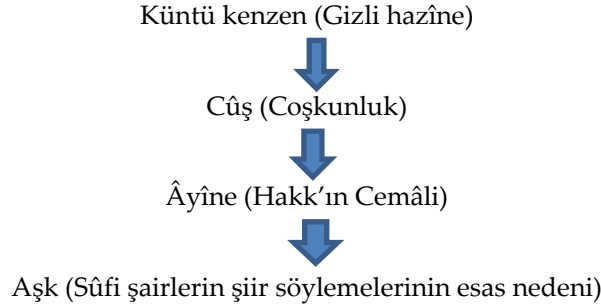 Küntü kenzen (Gizli hazîne)
Cûş (Coşkunluk)
Âyîne (Hakk’ın Cemâli)
Aşk (Sûfi şairlerin şiir söylemelerinin esas nedeni)